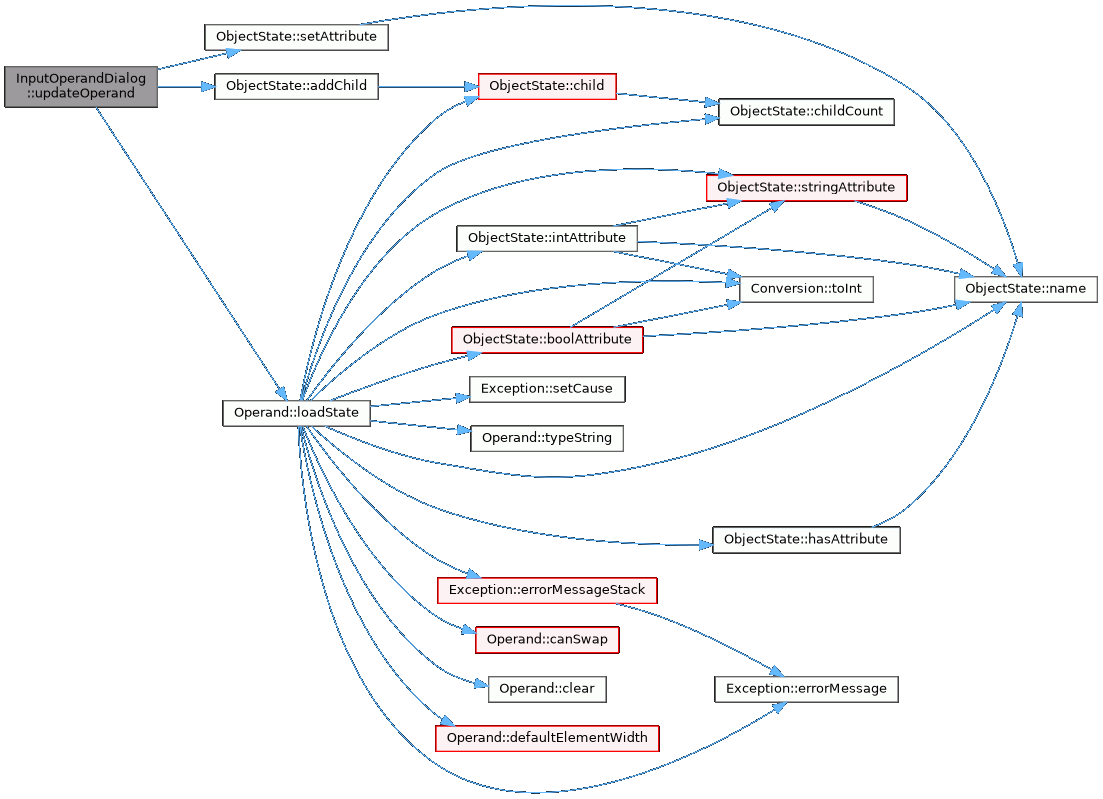 ObjectState::setAttribute
InputOperandDialog
::updateOperand
ObjectState::addChild
ObjectState::child
ObjectState::childCount
ObjectState::stringAttribute
ObjectState::intAttribute
Conversion::toInt
ObjectState::name
ObjectState::boolAttribute
Exception::setCause
Operand::loadState
Operand::typeString
ObjectState::hasAttribute
Exception::errorMessageStack
Operand::canSwap
Operand::clear
Exception::errorMessage
Operand::defaultElementWidth